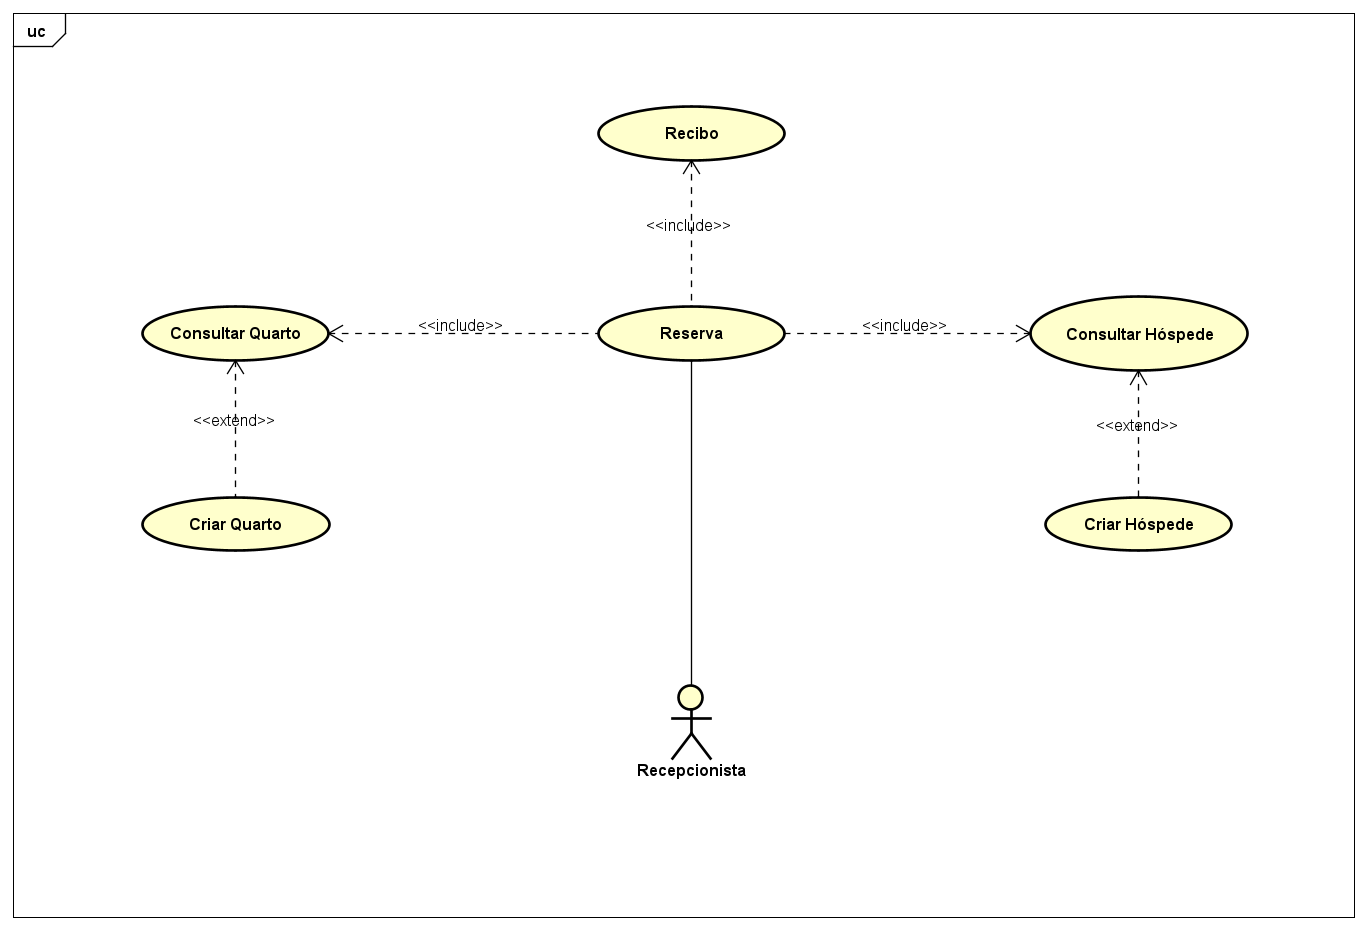 uc
Recibo
<<include>>
Consultar Quarto
<<include>>
Reserva
<<include>>
Consultar Hóspede
<<extend>>
<<extend>>
Criar Quarto
Criar Hóspede
Recepcionista